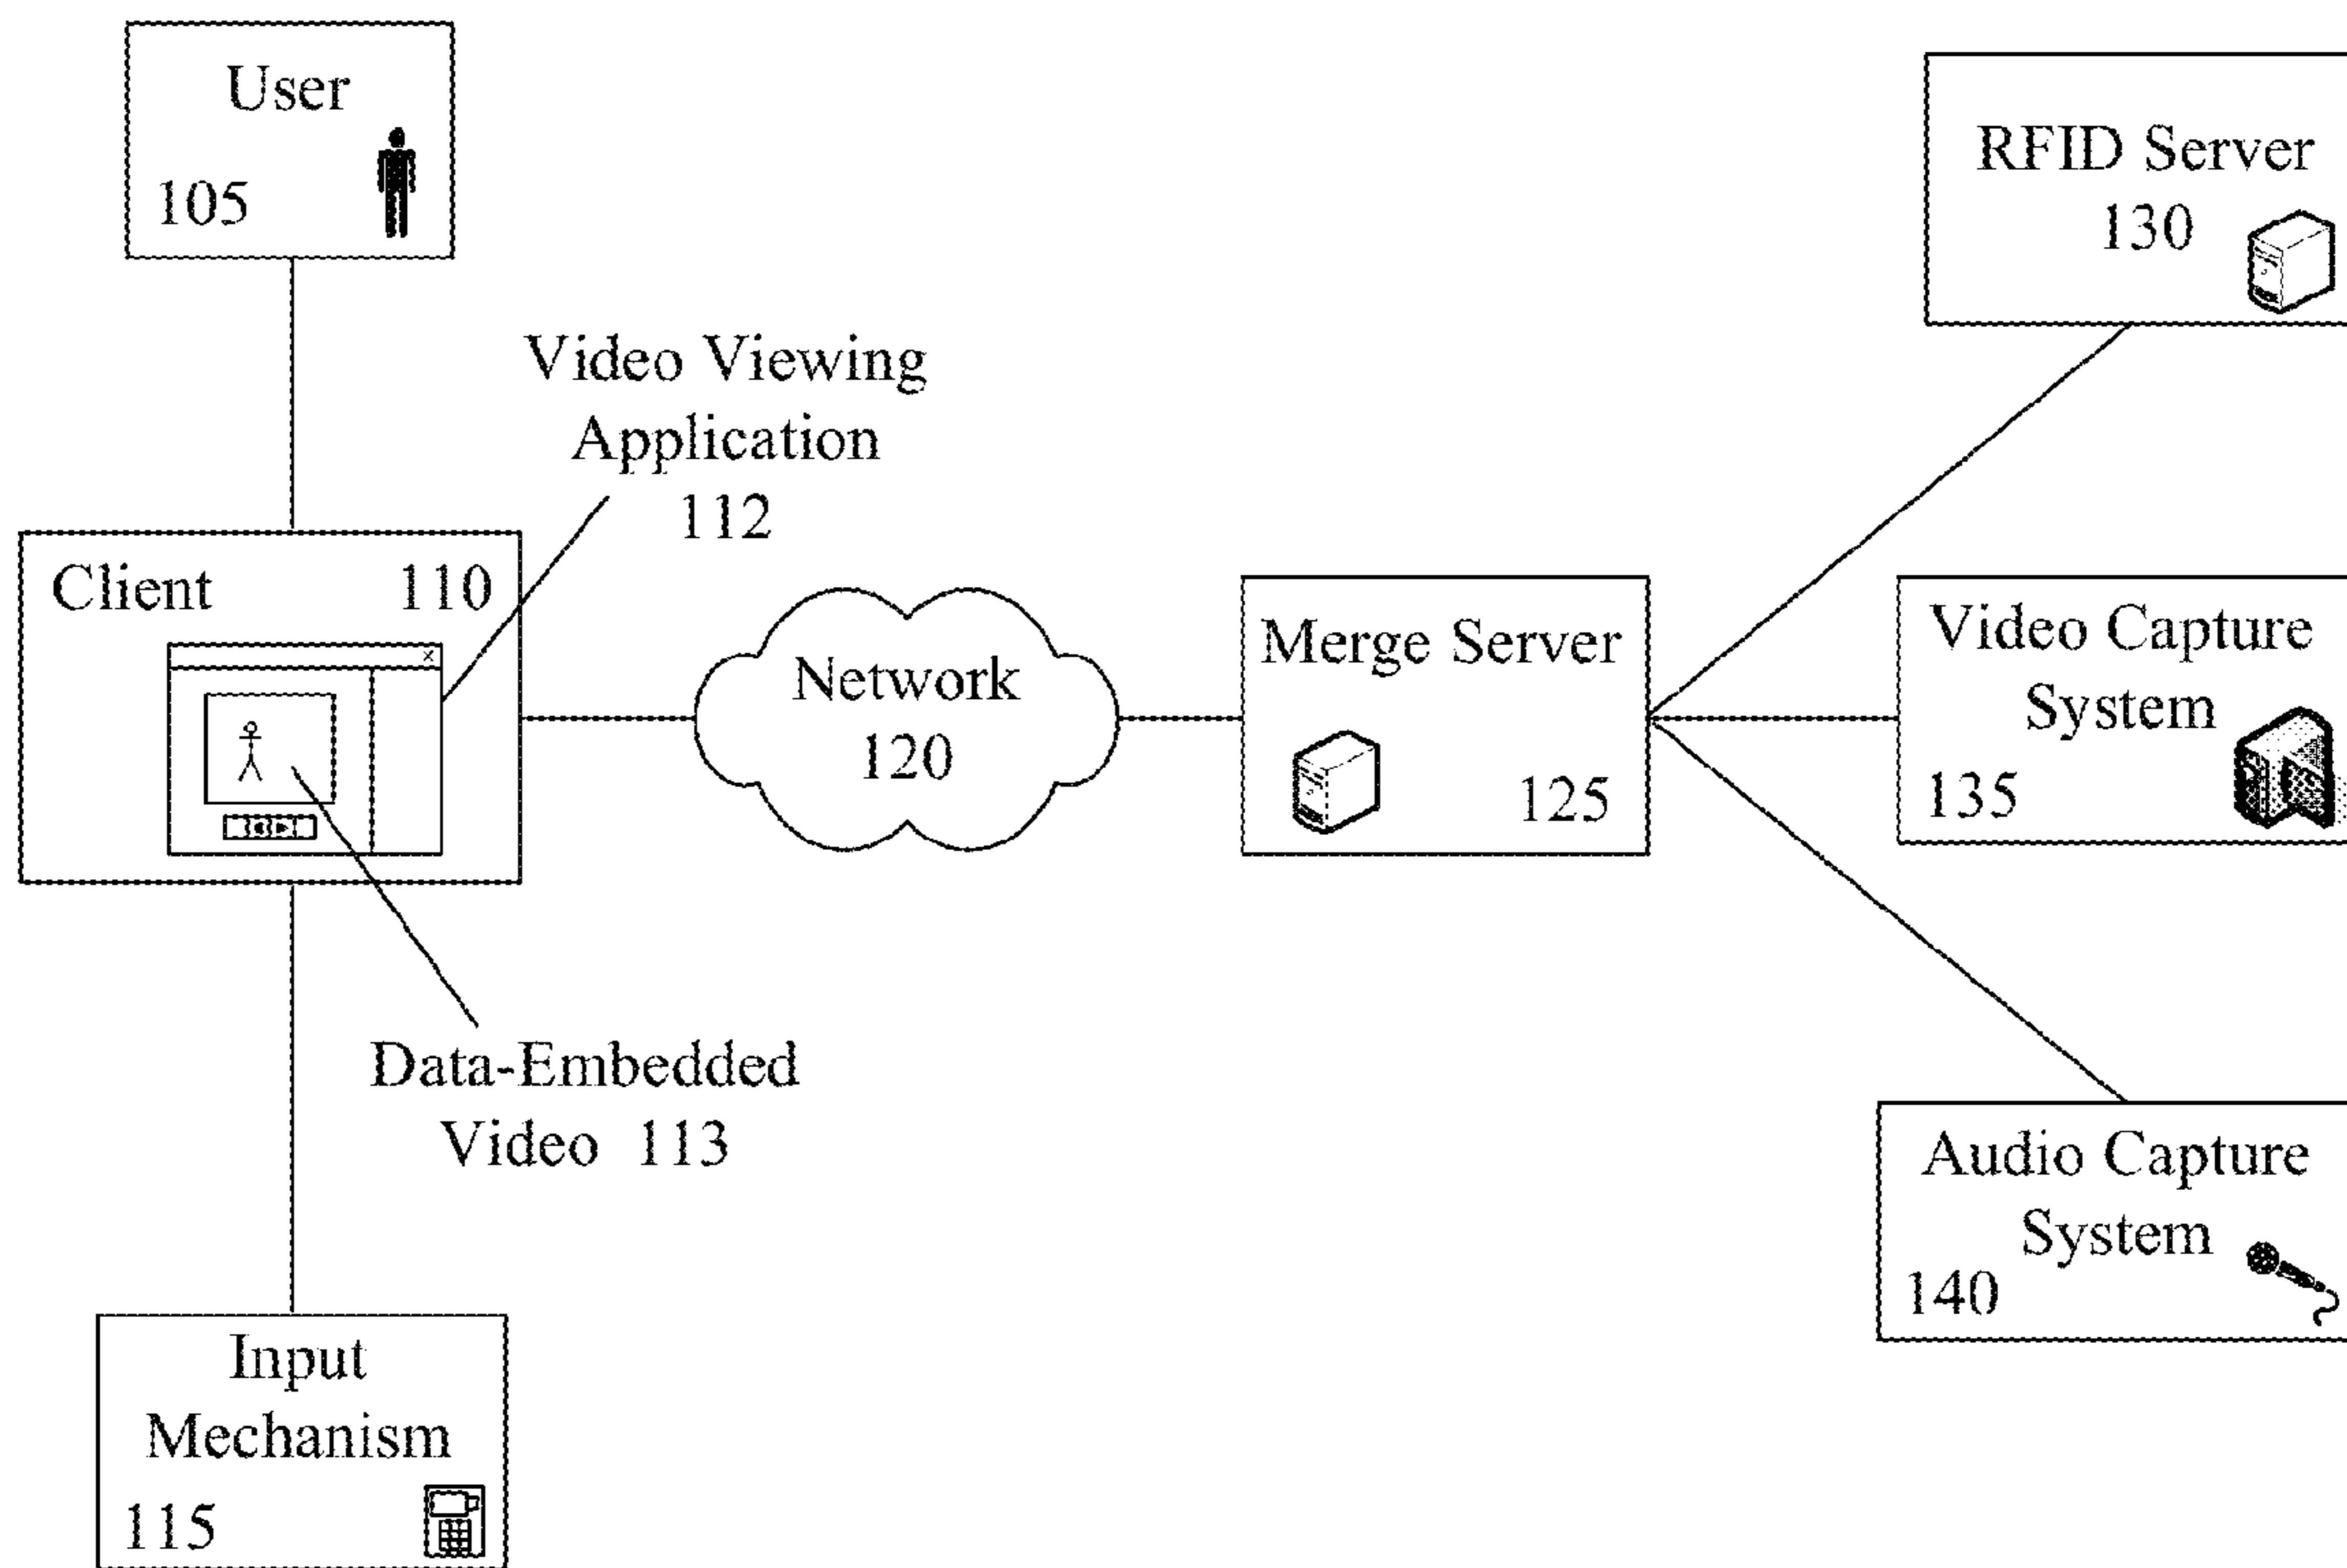 User
105
Video Viewing
Application
112
Client 110
x
Data-Embedded
Video 113
Input
Mechanism
115
Network
120
Merge Server
125
RFID Server
130
Video Capture
System
135
Audio Capture
System
140